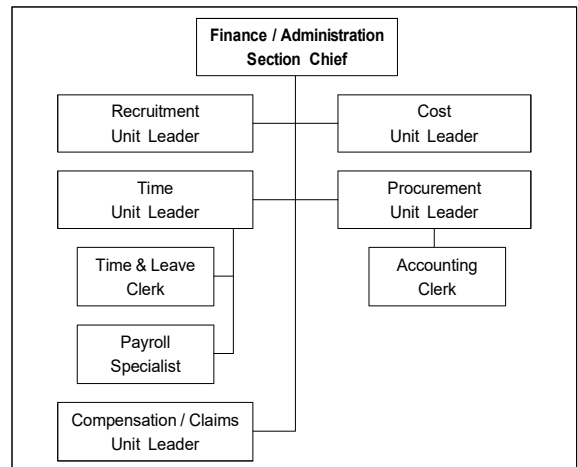 Finance / Administration
Section Chief
Recruitment
Unit Leader
Cost
Unit Leader
Time
Unit Leader
Procurement
Unit Leader
Time & Leave
Clerk
Accounting
Clerk
Payroll
Specialist
Compensation / Claims
Unit Leader